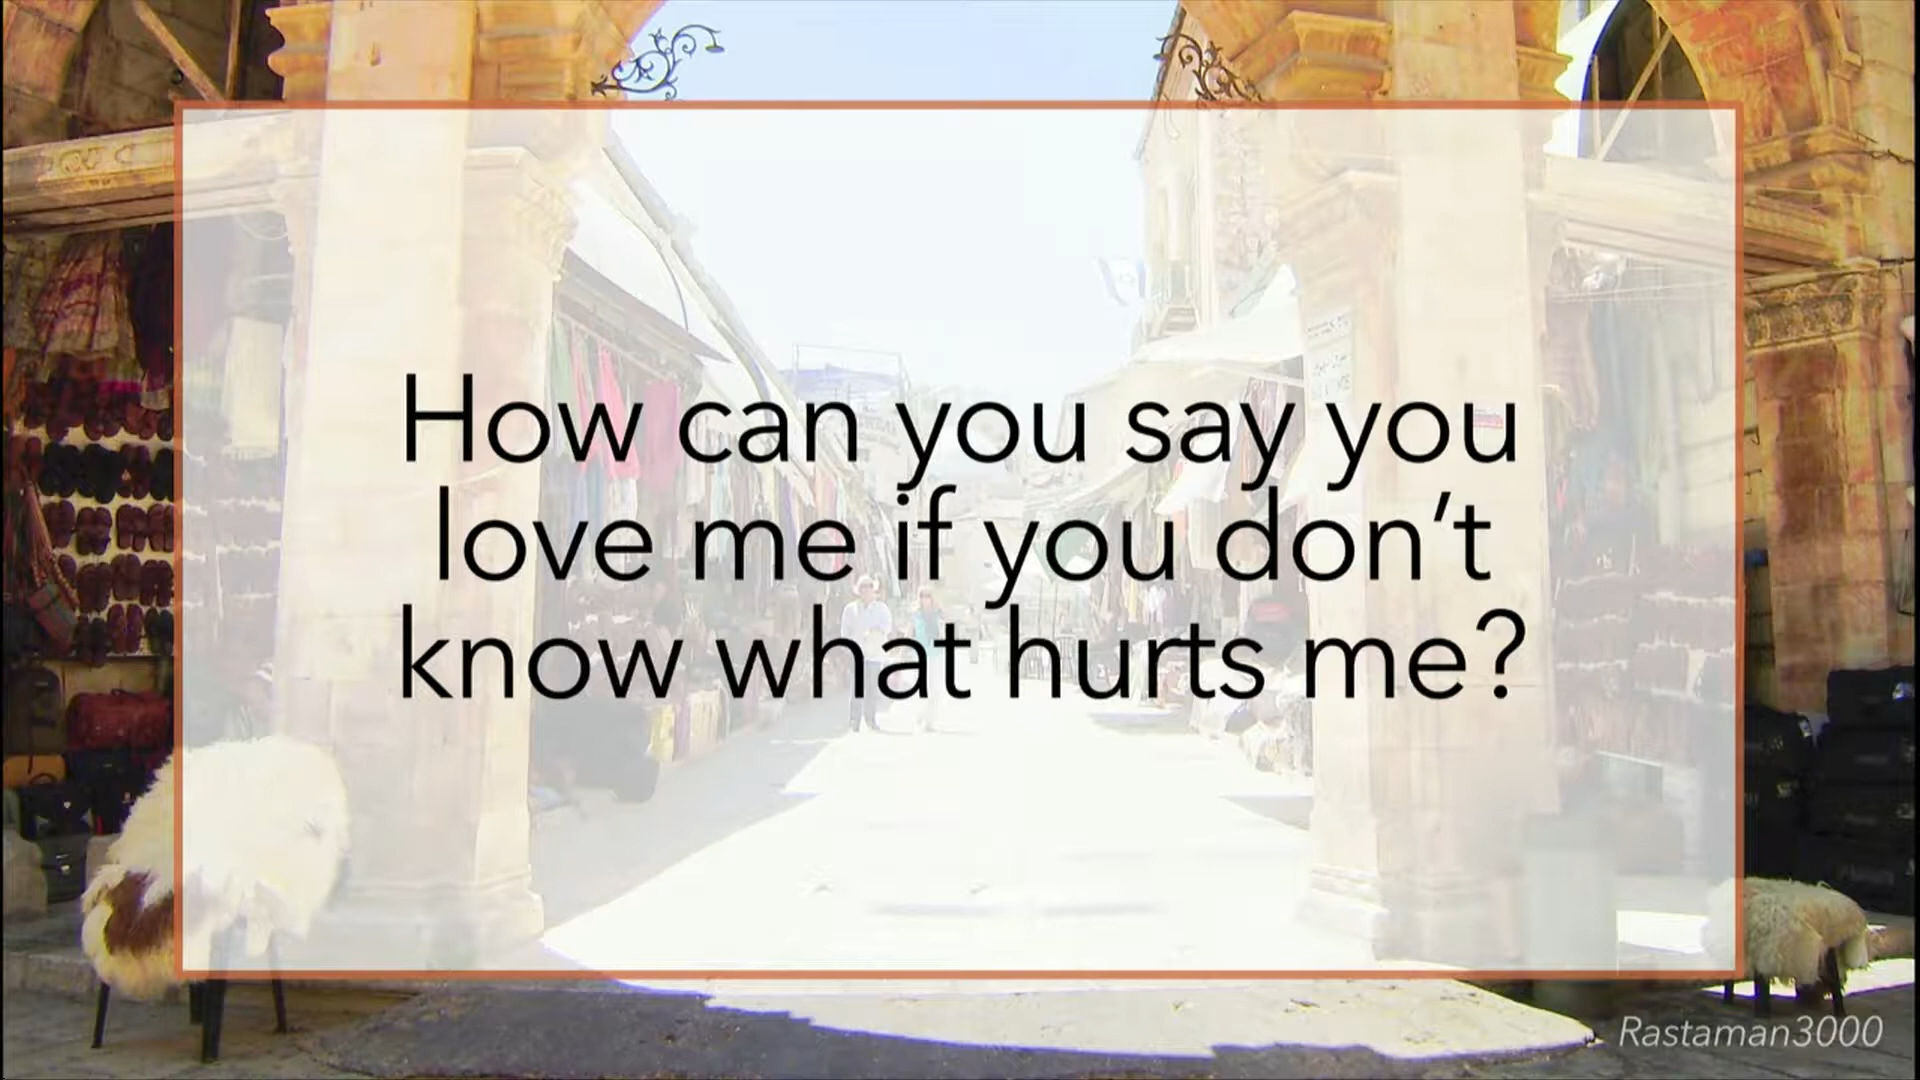 How can you say you
love me if you don’t
know what hurts me?
Rastaman3000